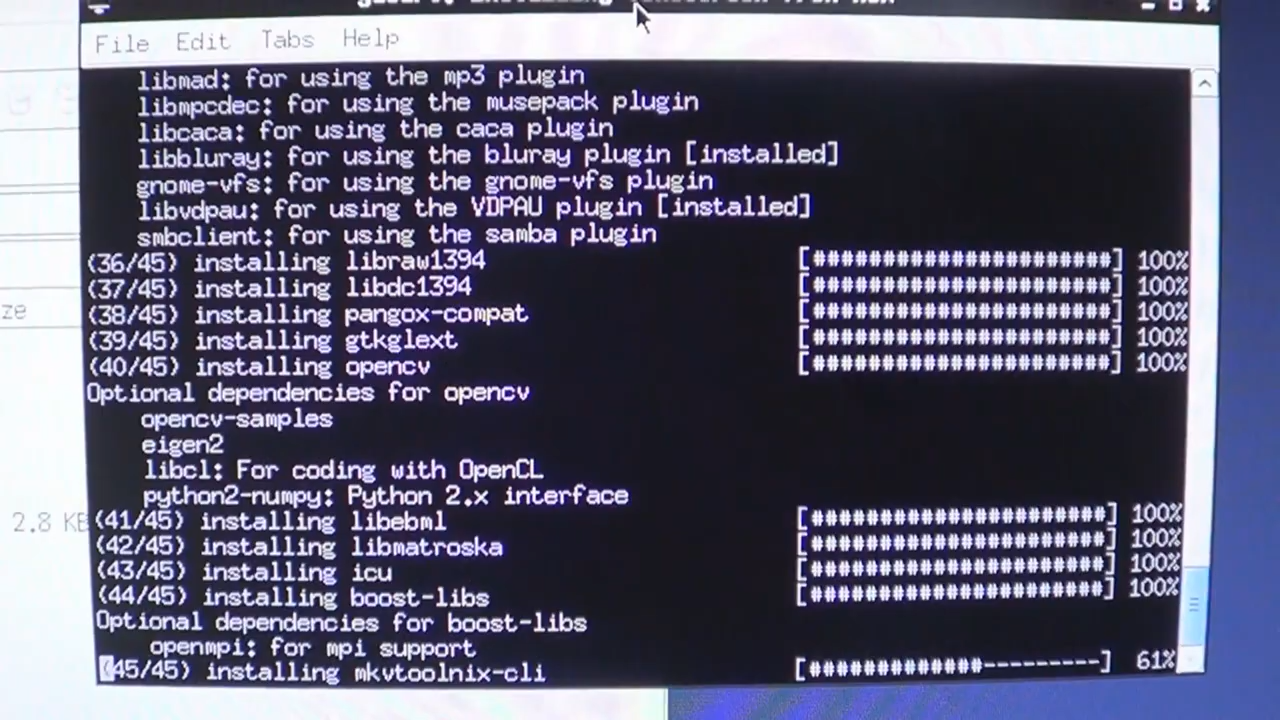 File Edit Tabs Help
libmad: for using the mp3 plugin
libmpcdec: for using the musepack plugin
libcaca: for using the caca plugin
libbluray: for using the bluray plugin [installed]
gnome-vfs: for using the gnome-vfs plugin
libvdpau: for using the VDPAU plugin [installed]
smbclient: for using the samba plugin
(36/45) installing libraw1394 [######################] 100%
(37/45) installing libdc1394 [######################] 100%
(38/45) installing pangox-compat [######################] 100%
(39/45) installing gtkglext [######################] 100%
(40/45) installing opencv [######################] 100%
Optional dependencies for opencv
opencv-samples
eigen2
libcl: For coding with OpenCL
python2-numpy: Python 2.x interface
(41/45) installing libebml [######################] 100%
(42/45) installing libmatroska [######################] 100%
(43/45) installing icu [######################] 100%
(44/45) installing boost-libs [######################] 100%
Optional dependencies for boost-libs
openmpi: for mpi support
(45/45) installing mkvtoolnix-cli [#############---------] 61%
ze
2.8 KB